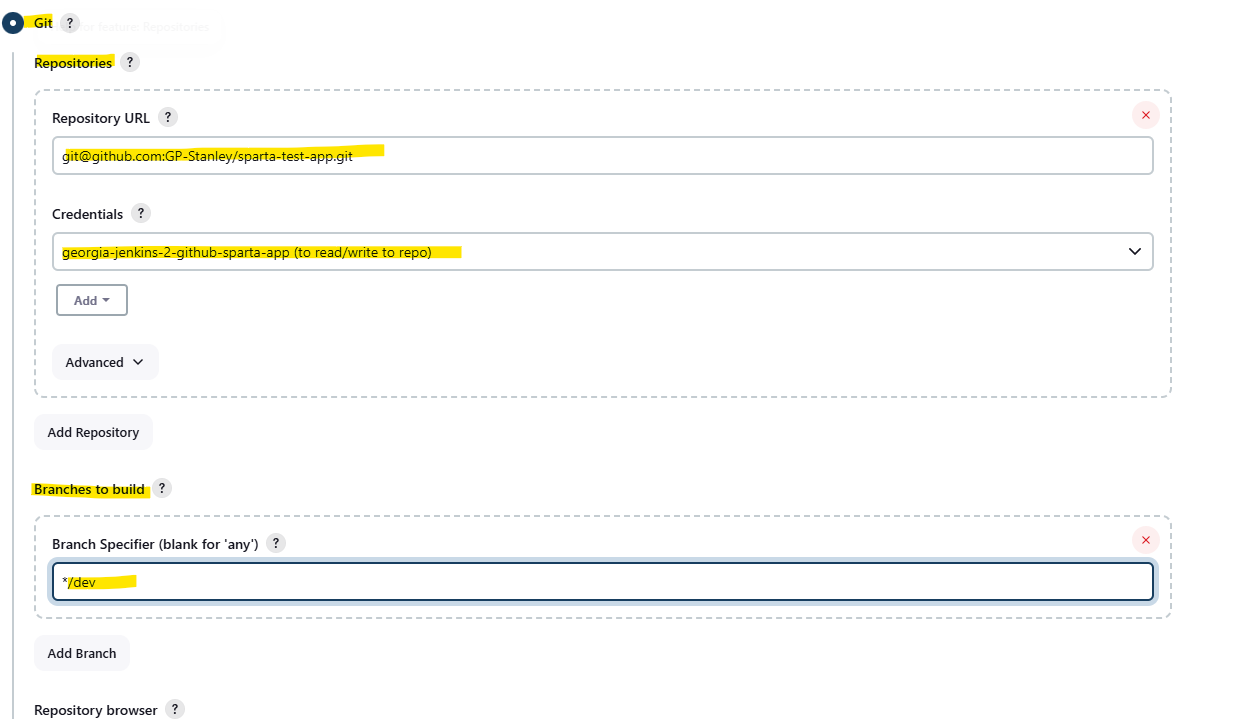 Git ?
for feature: Repositories
Repositories ?
Repository URL ?
git@github.com:GP-Stanley/sparta-test-app.git
Credentials ?
georgia-jenkins-2-github-sparta-app (to read/write to repo)
Add
Advanced
Add Repository
Branches to build ?
Branch Specifier (blank for 'any') ?
*/dev
Add Branch
Repository browser ?